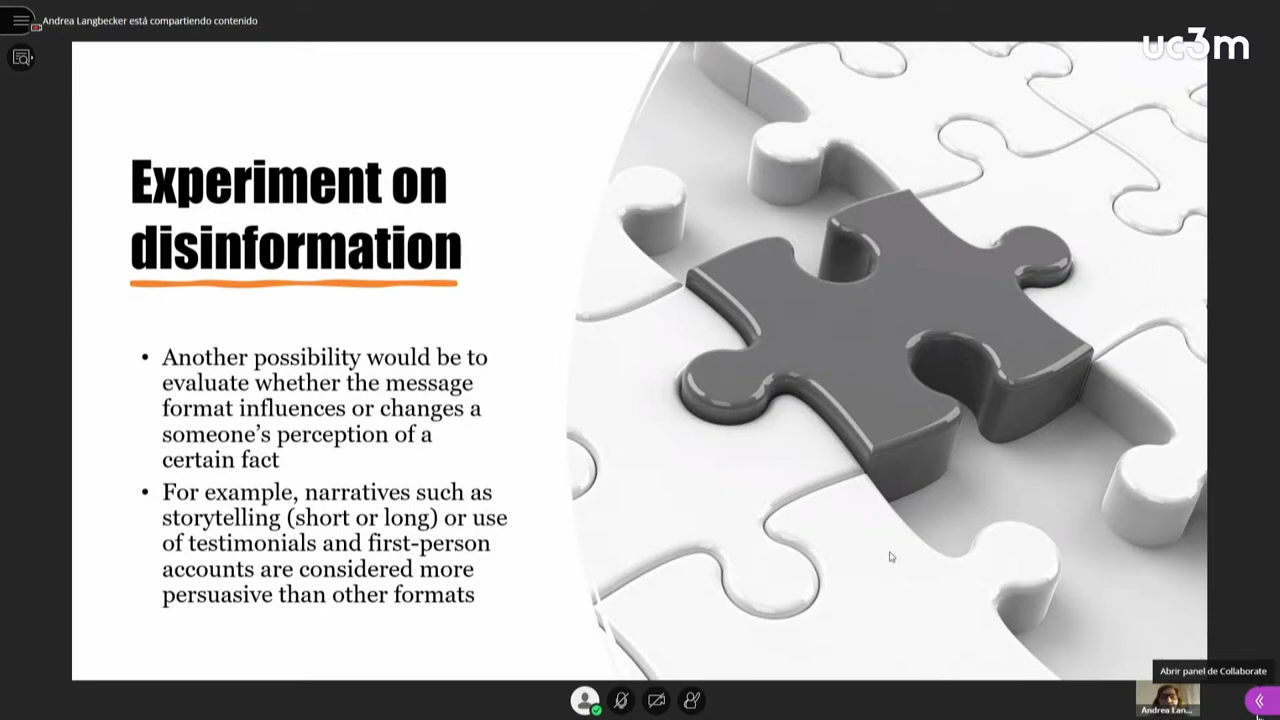 Andrea Langbecker está compartiendo contenido
uc3m
Experiment on
disinformation
• Another possibility would be to
evaluate whether the message
format influences or changes a
someone's perception of a
certain fact
• For example, narratives such as
storytelling (short or long) or use
of testimonials and first-person
accounts are considered more
persuasive than other formats
Abrir panel de Collaborate
Andrea Lan...